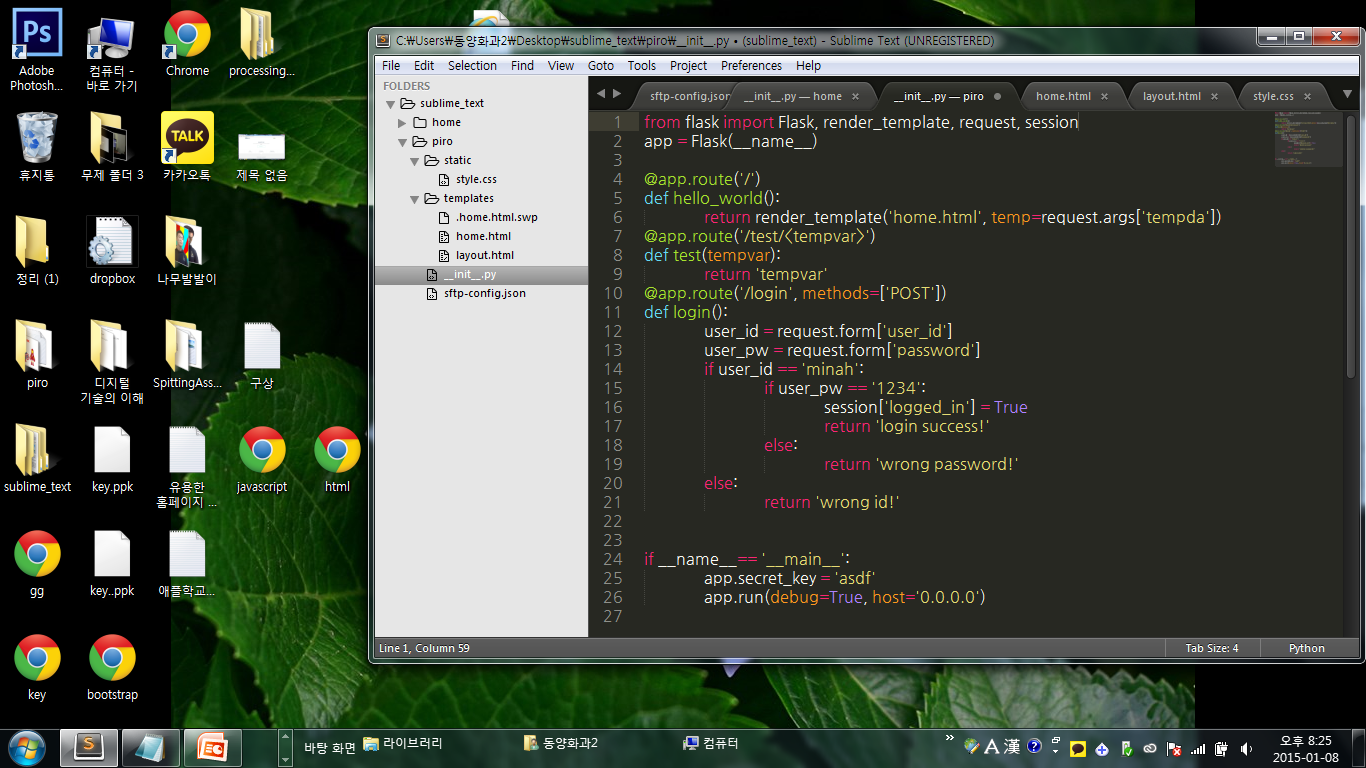 Adobe Photosh...
컴퓨터 - 바로 가기
Chrome
processing...
휴지통
무제 폴더 3
카카오톡
제목 없음
정리 (1)
dropbox
나무발발이
piro
디지털 기술의 이해
SpittingAss...
구상
sublime_text
key.ppk
유용한 홈페이지 ...
javascript
html
gg
key..ppk
애플학교...
key
bootstrap
Ps
TALK
C:₩Users₩동양화과2₩Desktop₩sublime_text₩piro₩__init__.py • (sublime_text) - Sublime Text (UNREGISTERED)
File Edit Selection Find View Goto Tools Project Preferences Help
FOLDERS
sublime_text
home
piro
static
style.css
templates
.home.html.swp
home.html
layout.html
__init__.py
sftp-config.json
sftp-config.json __init__.py — home __init__.py — piro home.html layout.html style.css
1 from flask import Flask, render_template, request, session
2 app = Flask(__name__)
3
4 @app.route('/')
5 def hello_world():
6 return render_template('home.html', temp=request.args['tempda'])
7 @app.route('/test/<tempvar>')
8 def test(tempvar):
9 return 'tempvar'
10 @app.route('/login', methods=['POST'])
11 def login():
12 user_id = request.form['user_id']
13 user_pw = request.form['password']
14 if user_id == 'minah':
15 if user_pw == '1234':
16 session['logged_in'] = True
17 return 'login success!'
18 else:
19 return 'wrong password!'
20 else:
21 return 'wrong id!'
22
23
24 if __name__== '__main__':
25 app.secret_key = 'asdf'
26 app.run(debug=True, host='0.0.0.0')
27
Line 1, Column 59
Tab Size: 4
Python
바탕 화면 라이브러리 동양화과2 컴퓨터
A 漢
오후 8:25
2015-01-08